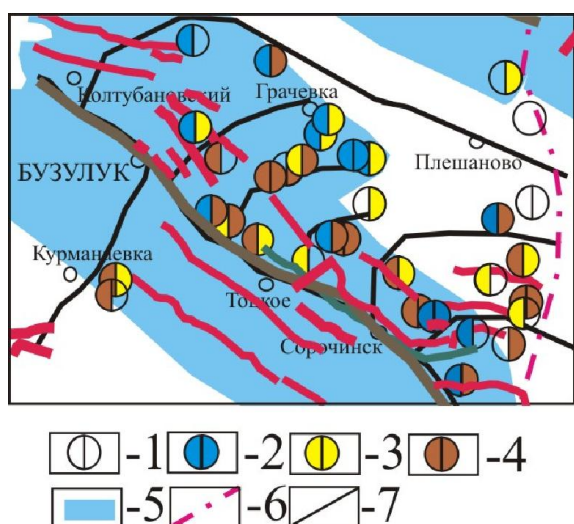 Колтубановский
Грачевка
Плешаново
БУЗУЛУК
Курманаевка
Тоцкое
Сорочинск
-1 -2 -3 -4
-5 -6 -7